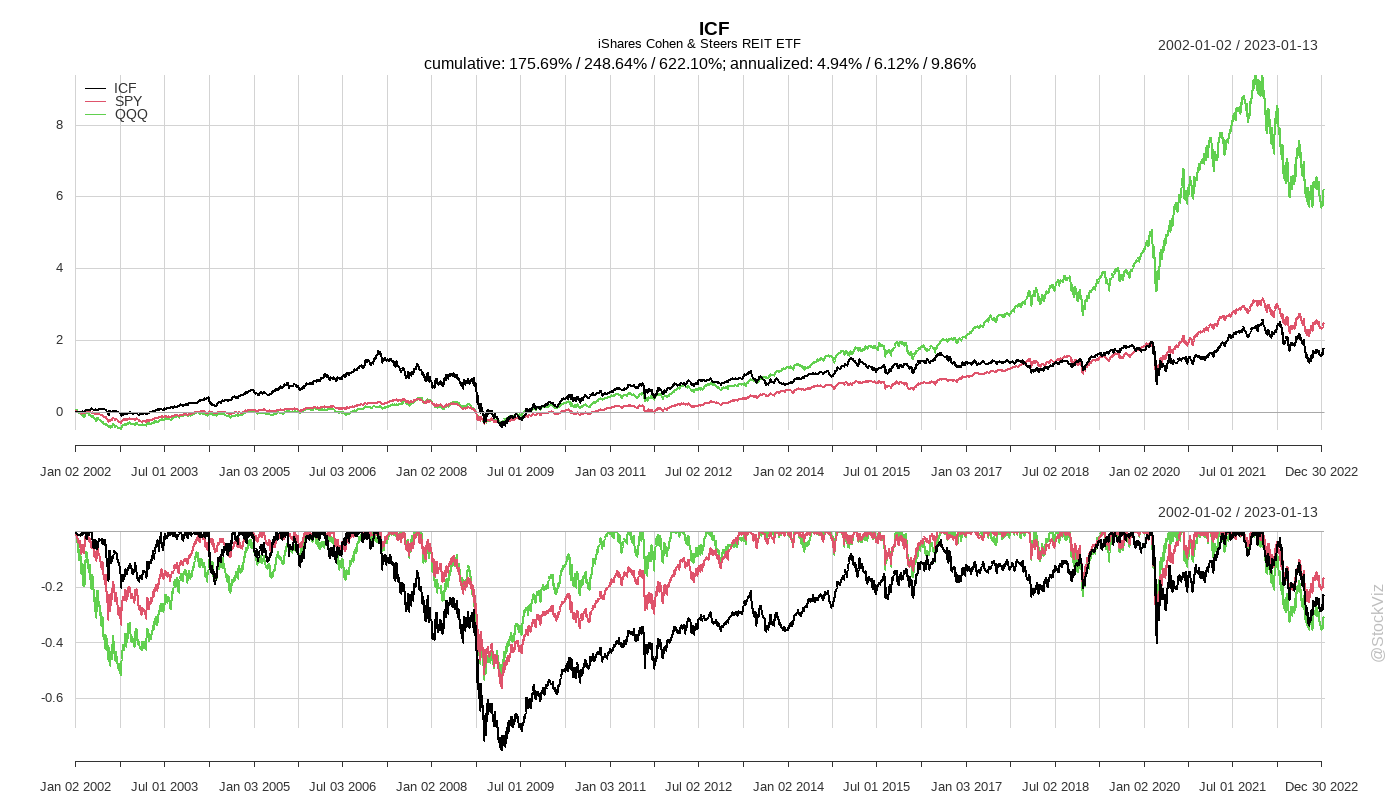 ICF
iShares Cohen & Steers REIT ETF
2002-01-02 / 2023-01-13
cumulative: 175.69% / 248.64% / 622.10%; annualized: 4.94% / 6.12% / 9.86%
ICF
SPY
QQQ
8
6
4
2
0
Jan 02 2002 Jul 01 2003 Jan 03 2005 Jul 03 2006 Jan 02 2008 Jul 01 2009 Jan 03 2011 Jul 02 2012 Jan 02 2014 Jul 01 2015 Jan 03 2017 Jul 02 2018 Jan 02 2020 Jul 01 2021 Dec 30 2022
2002-01-02 / 2023-01-13
-0.2
-0.4
-0.6
Jan 02 2002 Jul 01 2003 Jan 03 2005 Jul 03 2006 Jan 02 2008 Jul 01 2009 Jan 03 2011 Jul 02 2012 Jan 02 2014 Jul 01 2015 Jan 03 2017 Jul 02 2018 Jan 02 2020 Jul 01 2021 Dec 30 2022
@StockViz